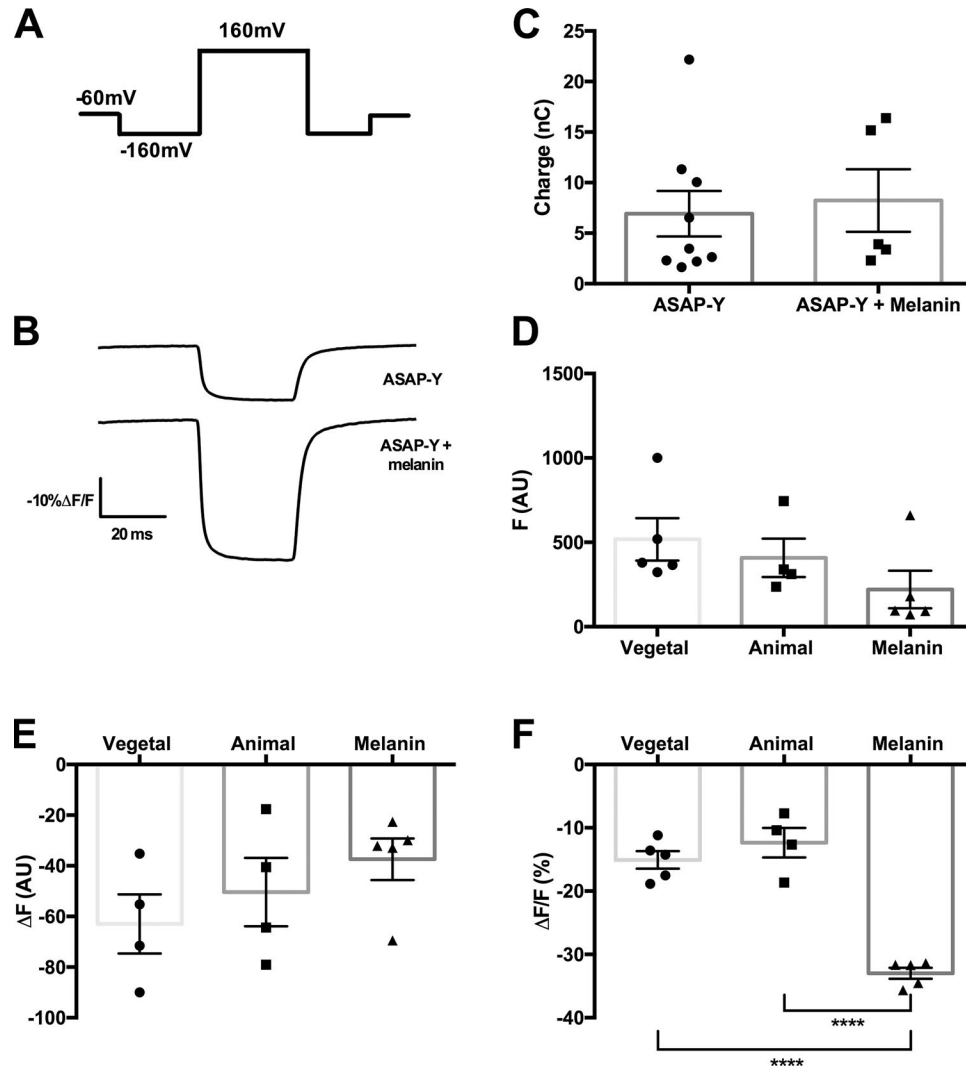 A
160mV
-60mV
-160mV
B
ASAP-Y
ASAP-Y +
melanin
-10%ΔF/F
20 ms
C
Charge (nC)
25
20
15
10
5
0
ASAP-Y
ASAP-Y + Melanin
D
F (AU)
1500
1000
500
0
Vegetal
Animal
Melanin
E
Vegetal
Animal
Melanin
ΔF (AU)
0
-20
-40
-60
-80
-100
F
Vegetal
Animal
Melanin
ΔF/F (%)
0
-10
-20
-30
-40
****
****